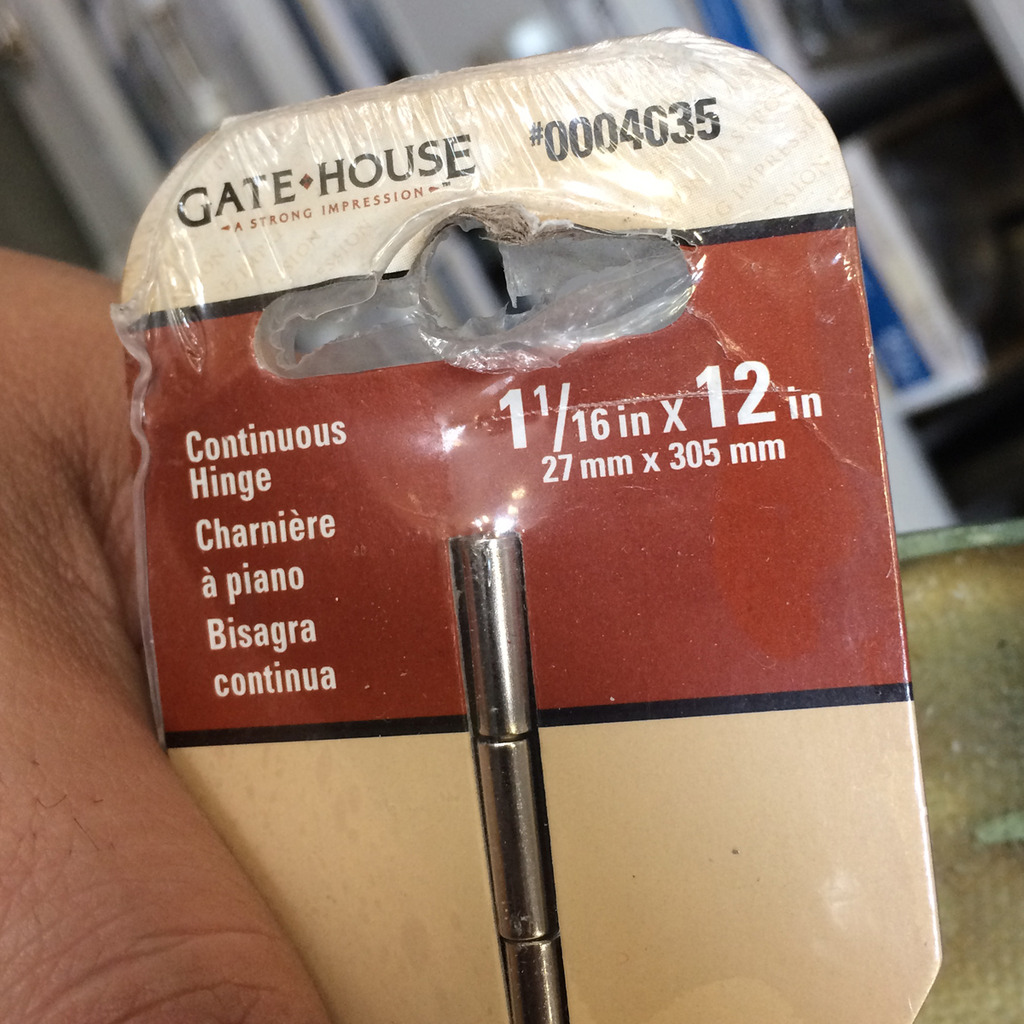 GATE♦HOUSE™
A STRONG IMPRESSION
#0004035
1 1/16 in X 12 in
27 mm x 305 mm
Continuous
Hinge
Charnière
à piano
Bisagra
continua